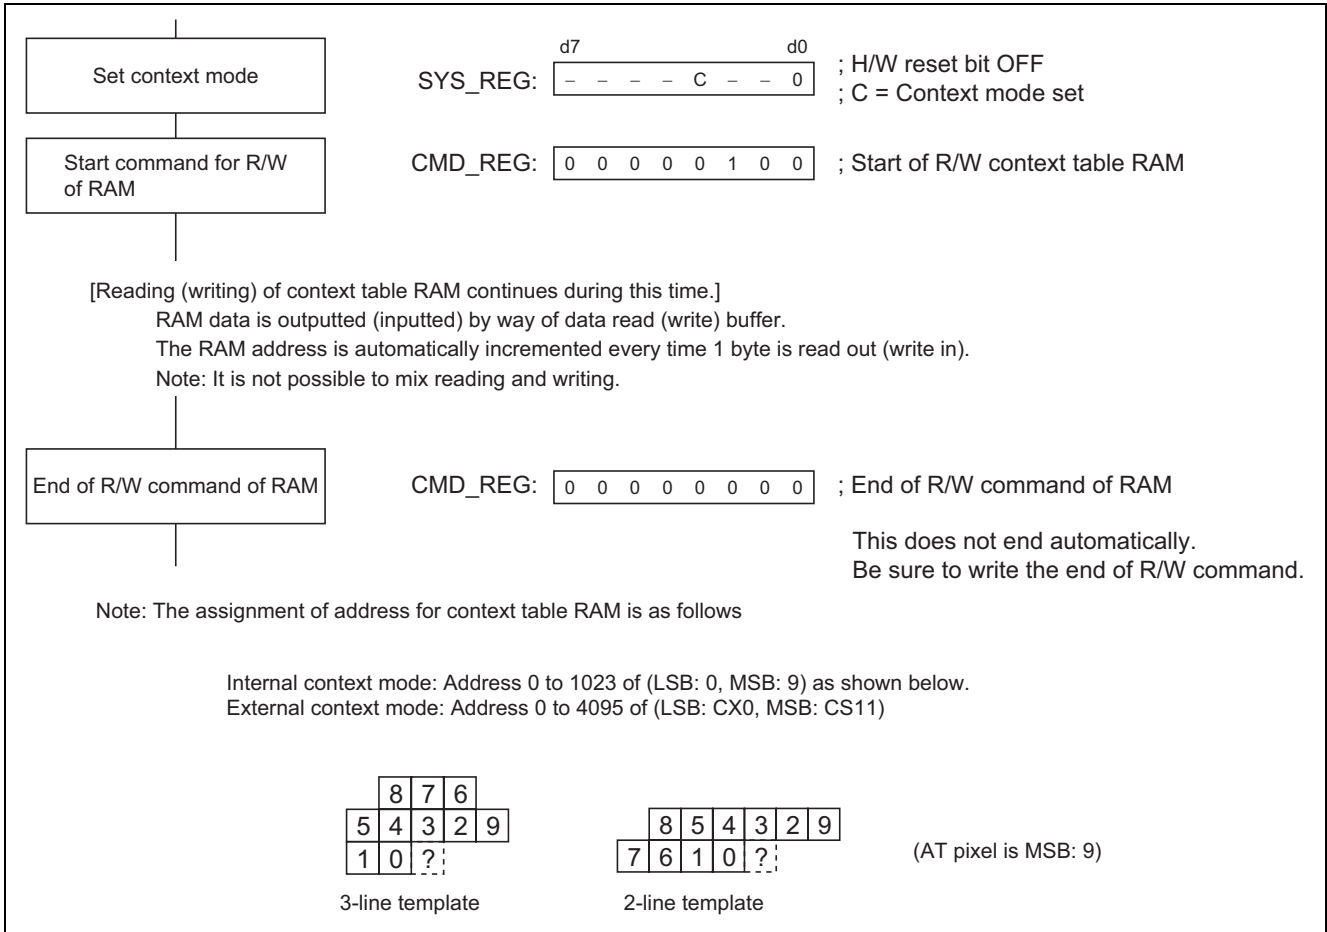 d7 d0
Set context mode
SYS_REG: – – – – C – – 0
; H/W reset bit OFF
; C = Context mode set
Start command for R/W
of RAM
CMD_REG: 0 0 0 0 0 1 0 0 ; Start of R/W context table RAM
[Reading (writing) of context table RAM continues during this time.]
RAM data is outputted (inputted) by way of data read (write) buffer.
The RAM address is automatically incremented every time 1 byte is read out (write in).
Note: It is not possible to mix reading and writing.
End of R/W command of RAM
CMD_REG: 0 0 0 0 0 0 0 0 ; End of R/W command of RAM
This does not end automatically.
Be sure to write the end of R/W command.
Note: The assignment of address for context table RAM is as follows
Internal context mode: Address 0 to 1023 of (LSB: 0, MSB: 9) as shown below.
External context mode: Address 0 to 4095 of (LSB: CX0, MSB: CS11)
8 7 6
5 4 3 2 9
1 0 ?
3-line template
8 5 4 3 2 9
7 6 1 0 ?
2-line template
(AT pixel is MSB: 9)